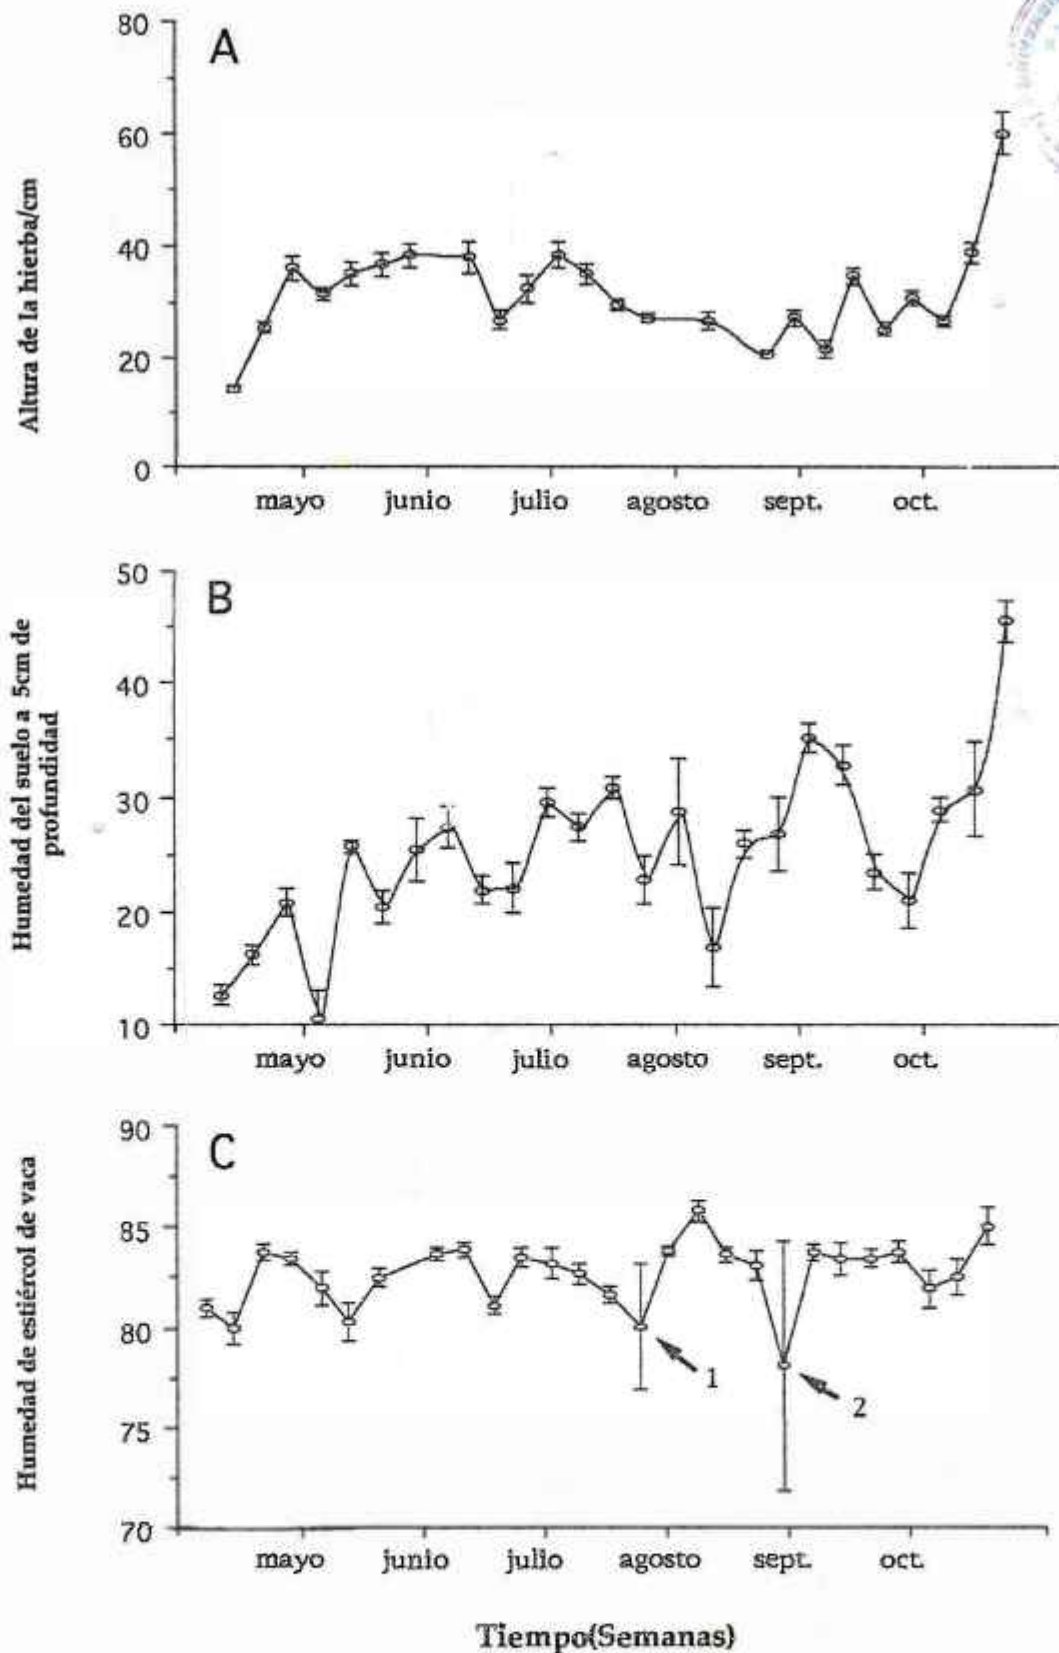 A
Altura de la hierba/cm
80
60
40
20
0
mayo junio julio agosto sept. oct.
B
Humedad del suelo a 5cm de
profundidad
50
40
30
20
10
mayo junio julio agosto sept. oct.
C
Humedad de estiércol de vaca
90
85
80
75
70
1
2
mayo junio julio agosto sept. oct.
Tiempo(Semanas)